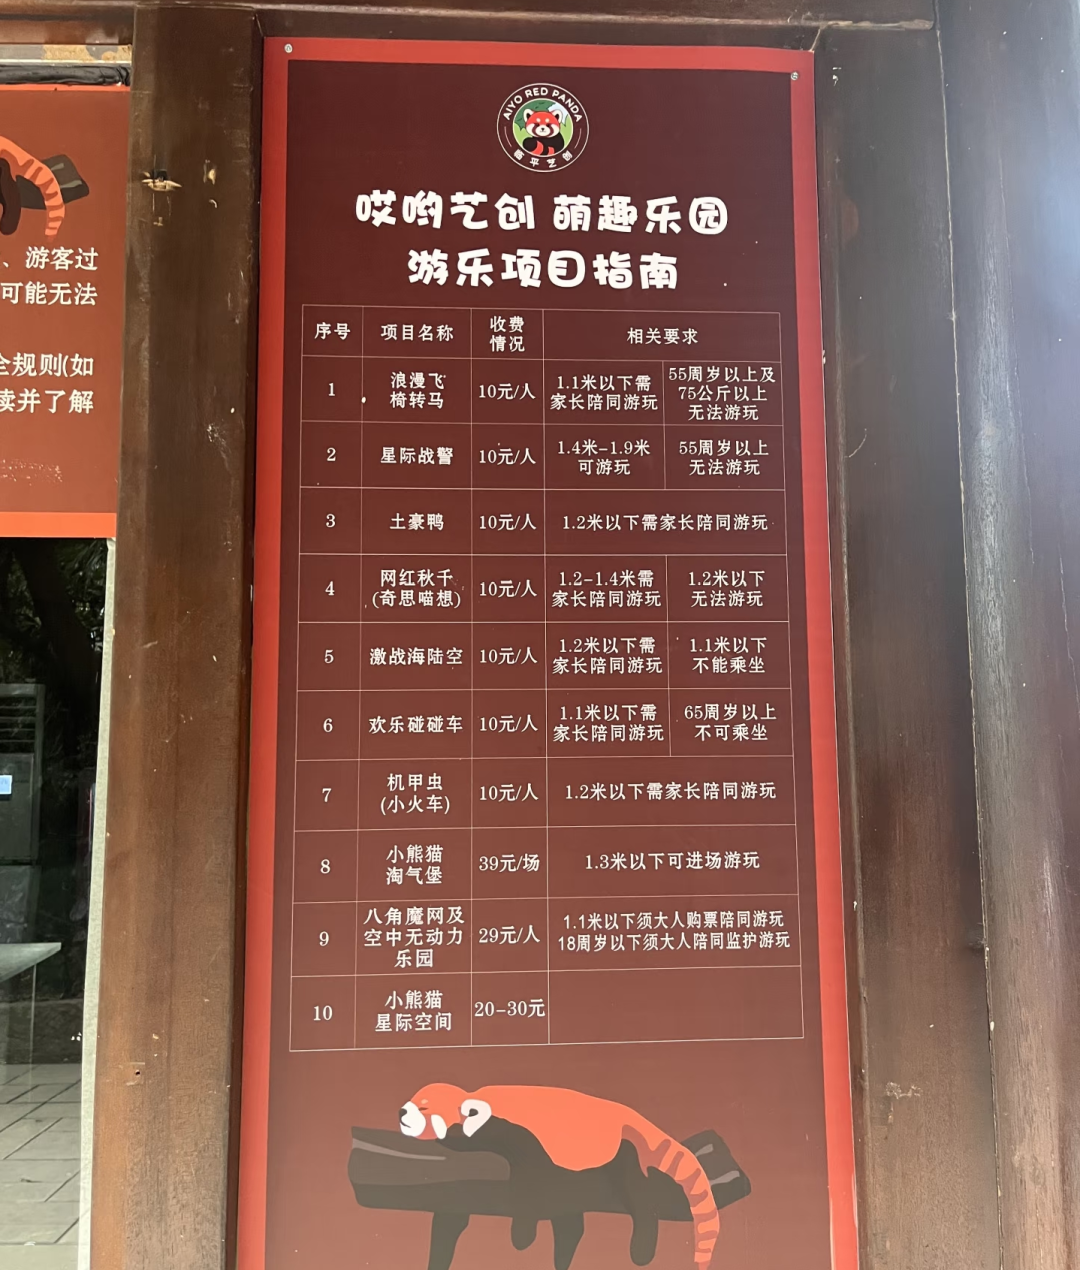 AIYO RED PANDA
哎哟艺创 萌趣乐园
游乐项目指南
序号 项目名称 收费情况 相关要求
1 浪漫飞椅转马 10元/人 1.1米以下需家长陪同游玩 55周岁以上及75公斤以上无法游玩
2 星际战警 10元/人 1.4米-1.9米可游玩 55周岁以上无法游玩
3 土豪鸭 10元/人 1.2米以下需家长陪同游玩
4 网红秋千(奇思喵想) 10元/人 1.2-1.4米需家长陪同游玩 1.2米以下无法游玩
5 激战海陆空 10元/人 1.2米以下需家长陪同游玩 1.1米以下不能乘坐
6 欢乐碰碰车 10元/人 1.1米以下需家长陪同游玩 65周岁以上不可乘坐
7 机甲虫(小火车) 10元/人 1.2米以下需家长陪同游玩
8 小熊猫淘气堡 39元/场 1.3米以下可进场游玩
9 八角魔网及空中无动力乐园 29元/人 1.1米以下须大人购票陪同游玩 18周岁以下须大人陪同监护游玩
10 小熊猫星际空间 20-30元
、游客过
可能无法
全规则(如
读并了解